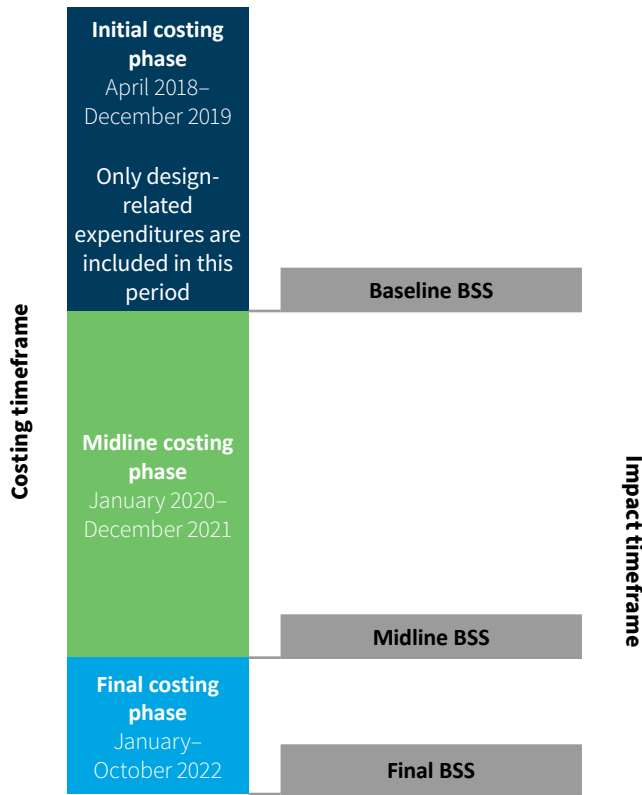 Costing timeframe
Initial costing
phase
April 2018–
December 2019
Only design-
related
expenditures are
included in this
period
Baseline BSS
Midline costing
phase
January 2020–
December 2021
Midline BSS
Final costing
phase
January–
October 2022
Final BSS
Impact timeframe